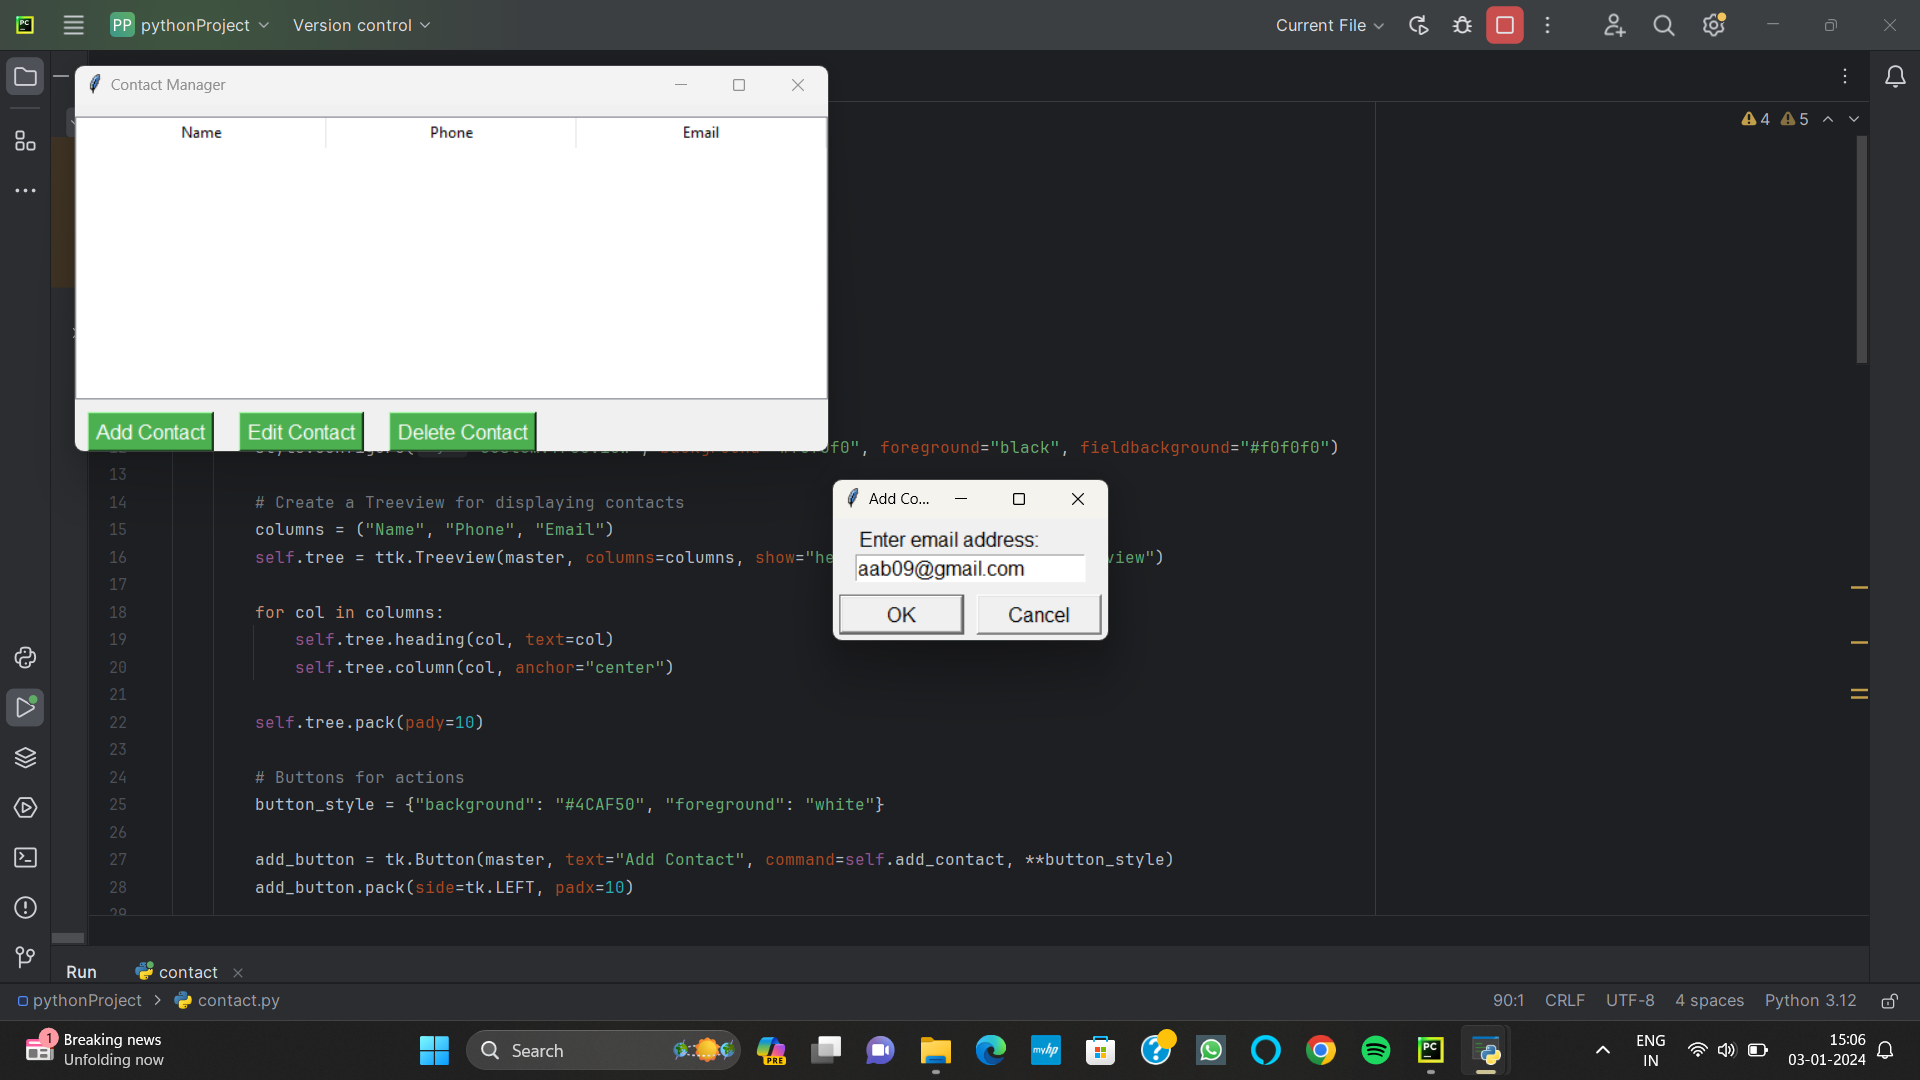 PC
PP pythonProject
Version control
Current File
Contact Manager
Name Phone Email
4 5
Add Contact Edit Contact Delete Contact
f0", foreground="black", fieldbackground="#f0f0f0")
13
14 # Create a Treeview for displaying contacts
15 columns = ("Name", "Phone", "Email")
16 self.tree = ttk.Treeview(master, columns=columns, show="he
view")
17
18 for col in columns:
19 self.tree.heading(col, text=col)
20 self.tree.column(col, anchor="center")
21
22 self.tree.pack(pady=10)
23
24 # Buttons for actions
25 button_style = {"background": "#4CAF50", "foreground": "white"}
26
27 add_button = tk.Button(master, text="Add Contact", command=self.add_contact, **button_style)
28 add_button.pack(side=tk.LEFT, padx=10)
29
Add Co...
Enter email address:
aab09@gmail.com
OK Cancel
Run contact
pythonProject > contact.py
90:1 CRLF UTF-8 4 spaces Python 3.12
1
Breaking news
Unfolding now
Search
PRE
myhp
PC
ENG
IN
15:06
03-01-2024